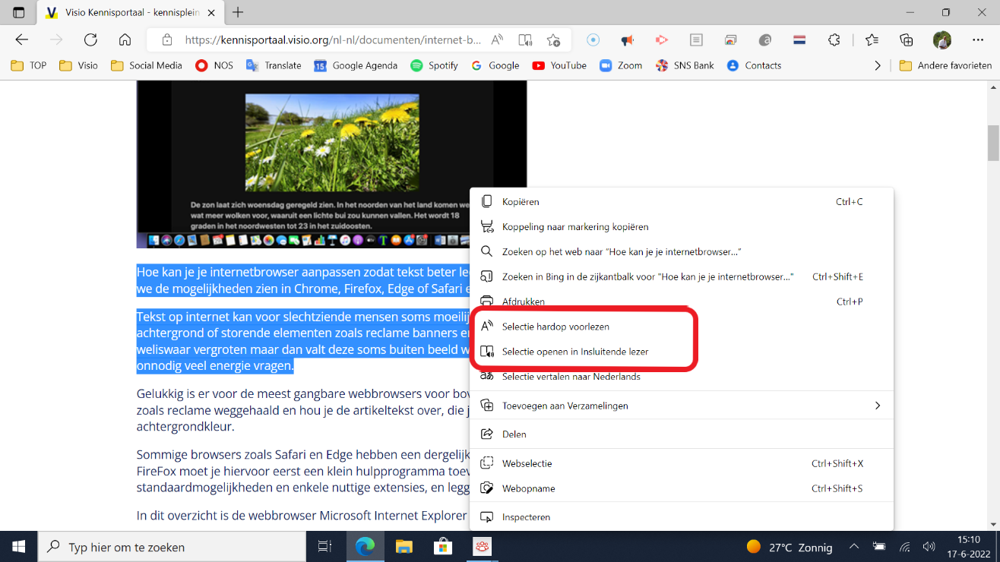 Visio Kennisportaal - kennisplein
https://kennisportaal.visio.org/nl-nl/documenten/internet-b...
TOP
Visio
Social Media
NOS
Translate
15
Google Agenda
Spotify
Google
YouTube
Zoom
SNS Bank
Contacts
Andere favorieten
De zon laat zich woensdag geregeld zien. In het noorden van het land komen we
wat meer wolken voor, waaruit een lichte bui zou kunnen vallen. Het wordt 18
graden in het noordwesten tot 23 in het zuidoosten.
Hoe kan je je internetbrowser aanpassen zodat tekst beter le
we de mogelijkheden zien in Chrome, Firefox, Edge of Safari e
Tekst op internet kan voor slechtziende mensen soms moeilij
achtergrond of storende elementen zoals reclame banners e
weliswaar vergroten maar dan valt deze soms buiten beeld w
onnodig veel energie vragen.
Gelukkig is er voor de meest gangbare webbrowsers voor bov
zoals reclame weggehaald en hou je de artikeltekst over, die j
achtergrondkleur.
Sommige browsers zoals Safari en Edge hebben een dergelijk
FireFox moet je hiervoor eerst een klein hulpprogramma toev
standaardmogelijkheden en enkele nuttige extensies, en legg
In dit overzicht is de webbrowser Microsoft Internet Explorer
Kopiëren Ctrl+C
Koppeling naar markering kopiëren
Zoeken op het web naar "Hoe kan je je internetbrowser..."
Zoeken in Bing in de zijkantbalk voor "Hoe kan je je internetbrowser..." Ctrl+Shift+E
Afdrukken Ctrl+P
Selectie hardop voorlezen
Selectie openen in Insluitende lezer
Selectie vertalen naar Nederlands
Toevoegen aan Verzamelingen
Delen
Webselectie Ctrl+Shift+X
Webopname Ctrl+Shift+S
Inspecteren
Typ hier om te zoeken
27°C Zonnig
15:10
17-6-2022